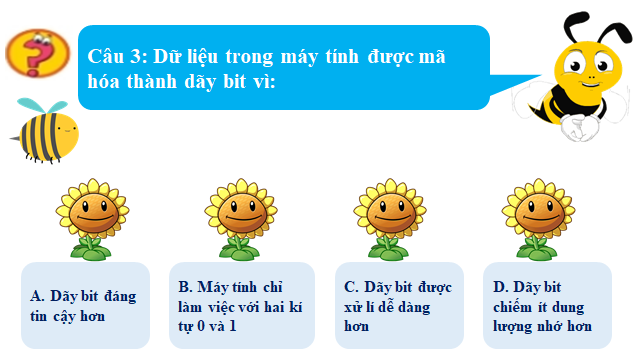 Câu 3: Dữ liệu trong máy tính được mã
hóa thành dãy bit vì:
A. Dãy bit đáng
tin cậy hơn
B. Máy tính chỉ
làm việc với hai kí
tự 0 và 1
C. Dãy bit được
xử lí dễ dàng
hơn
D. Dãy bit
chiếm ít dung
lượng nhớ hơn